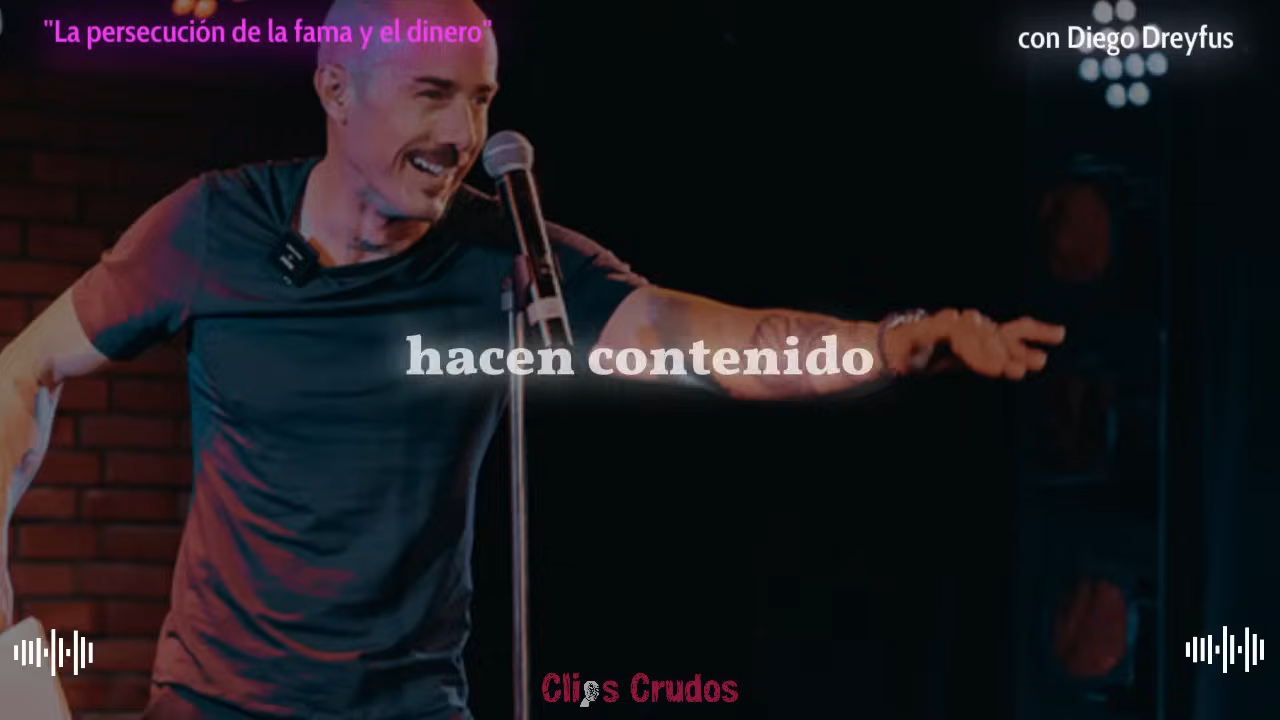 "La persecución de la fama y el dinero"
con Diego Dreyfus
hacen contenido
Clips Crudos